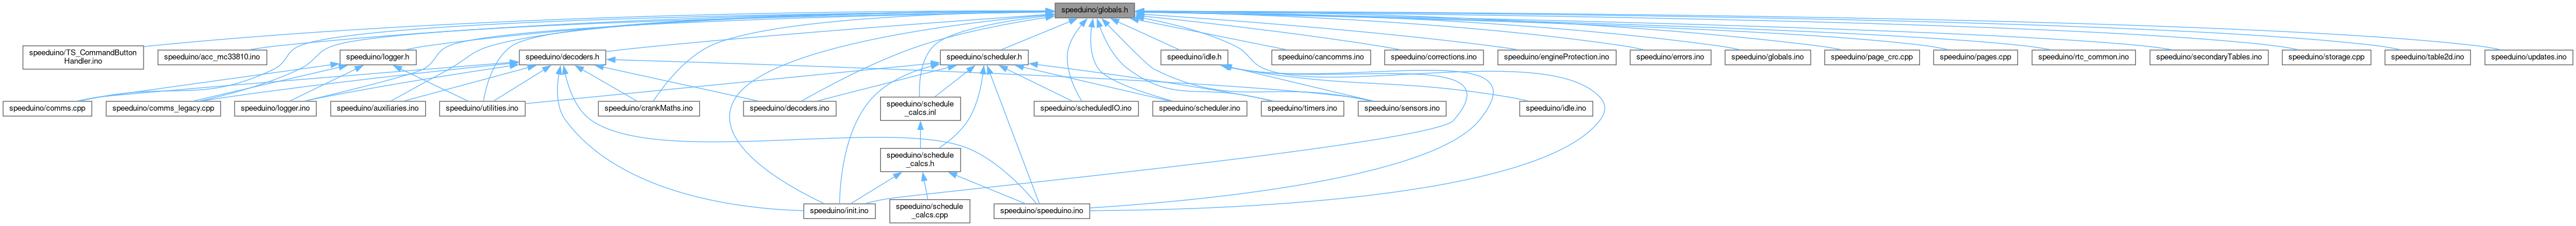 speeduino/globals.h
speeduino/TS_CommandButton
Handler.ino
speeduino/acc_mc33810.ino
speeduino/logger.h
speeduino/decoders.h
speeduino/scheduler.h
speeduino/idle.h
speeduino/cancomms.ino
speeduino/corrections.ino
speeduino/engineProtection.ino
speeduino/errors.ino
speeduino/globals.ino
speeduino/page_crc.cpp
speeduino/pages.cpp
speeduino/rtc_common.ino
speeduino/secondaryTables.ino
speeduino/storage.cpp
speeduino/table2d.ino
speeduino/updates.ino
speeduino/comms.cpp
speeduino/comms_legacy.cpp
speeduino/logger.ino
speeduino/auxiliaries.ino
speeduino/utilities.ino
speeduino/crankMaths.ino
speeduino/decoders.ino
speeduino/schedule
_calcs.inl
speeduino/scheduledIO.ino
speeduino/scheduler.ino
speeduino/timers.ino
speeduino/sensors.ino
speeduino/idle.ino
speeduino/schedule
_calcs.h
speeduino/init.ino
speeduino/schedule
_calcs.cpp
speeduino/speeduino.ino